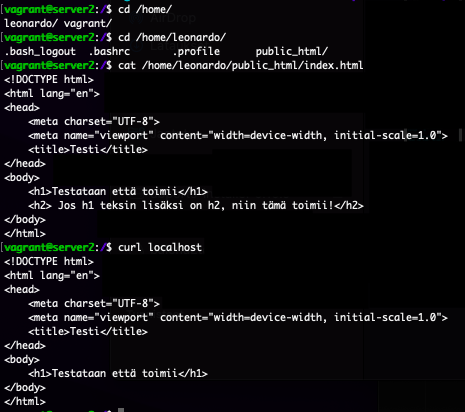 [vagrant@server2:/$ cd /home/
leonardo/ vagrant/
[vagrant@server2:/$ cd /home/leonardo/
.bash_logout  .bashrc       .profile      public_html/
[vagrant@server2:/$ cat /home/leonardo/public_html/index.html
<!DOCTYPE html>
<html lang="en">
<head>
    <meta charset="UTF-8">
    <meta name="viewport" content="width=device-width, initial-scale=1.0">
    <title>Testi</title>
</head>
<body>
    <h1>Testataan että toimii</h1>
    <h2> Jos h1 teksin lisäksi on h2, niin tämä toimii!</h2>
</body>
</html>
[vagrant@server2:/$ curl localhost
<!DOCTYPE html>
<html lang="en">
<head>
    <meta charset="UTF-8">
    <meta name="viewport" content="width=device-width, initial-scale=1.0">
    <title>Testi</title>
</head>
<body>
    <h1>Testataan että toimii</h1>
</body>
</html>